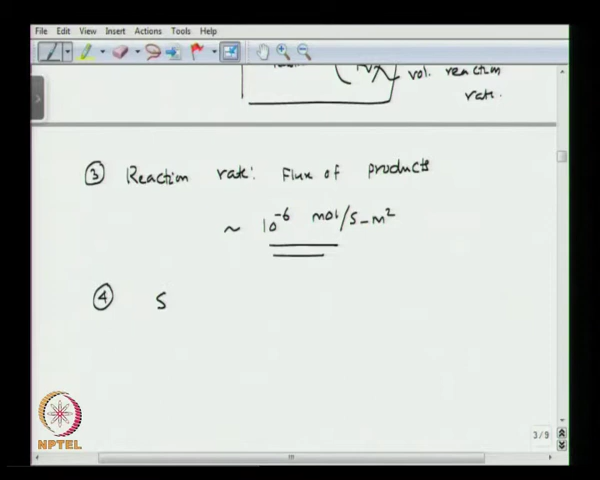 File Edit View Insert Actions Tools Help
vol. reaction
rate.
③ Reaction rate: Flux of products
~ 10⁻⁶ mol/s-m²
④ S
NPTEL
3/9